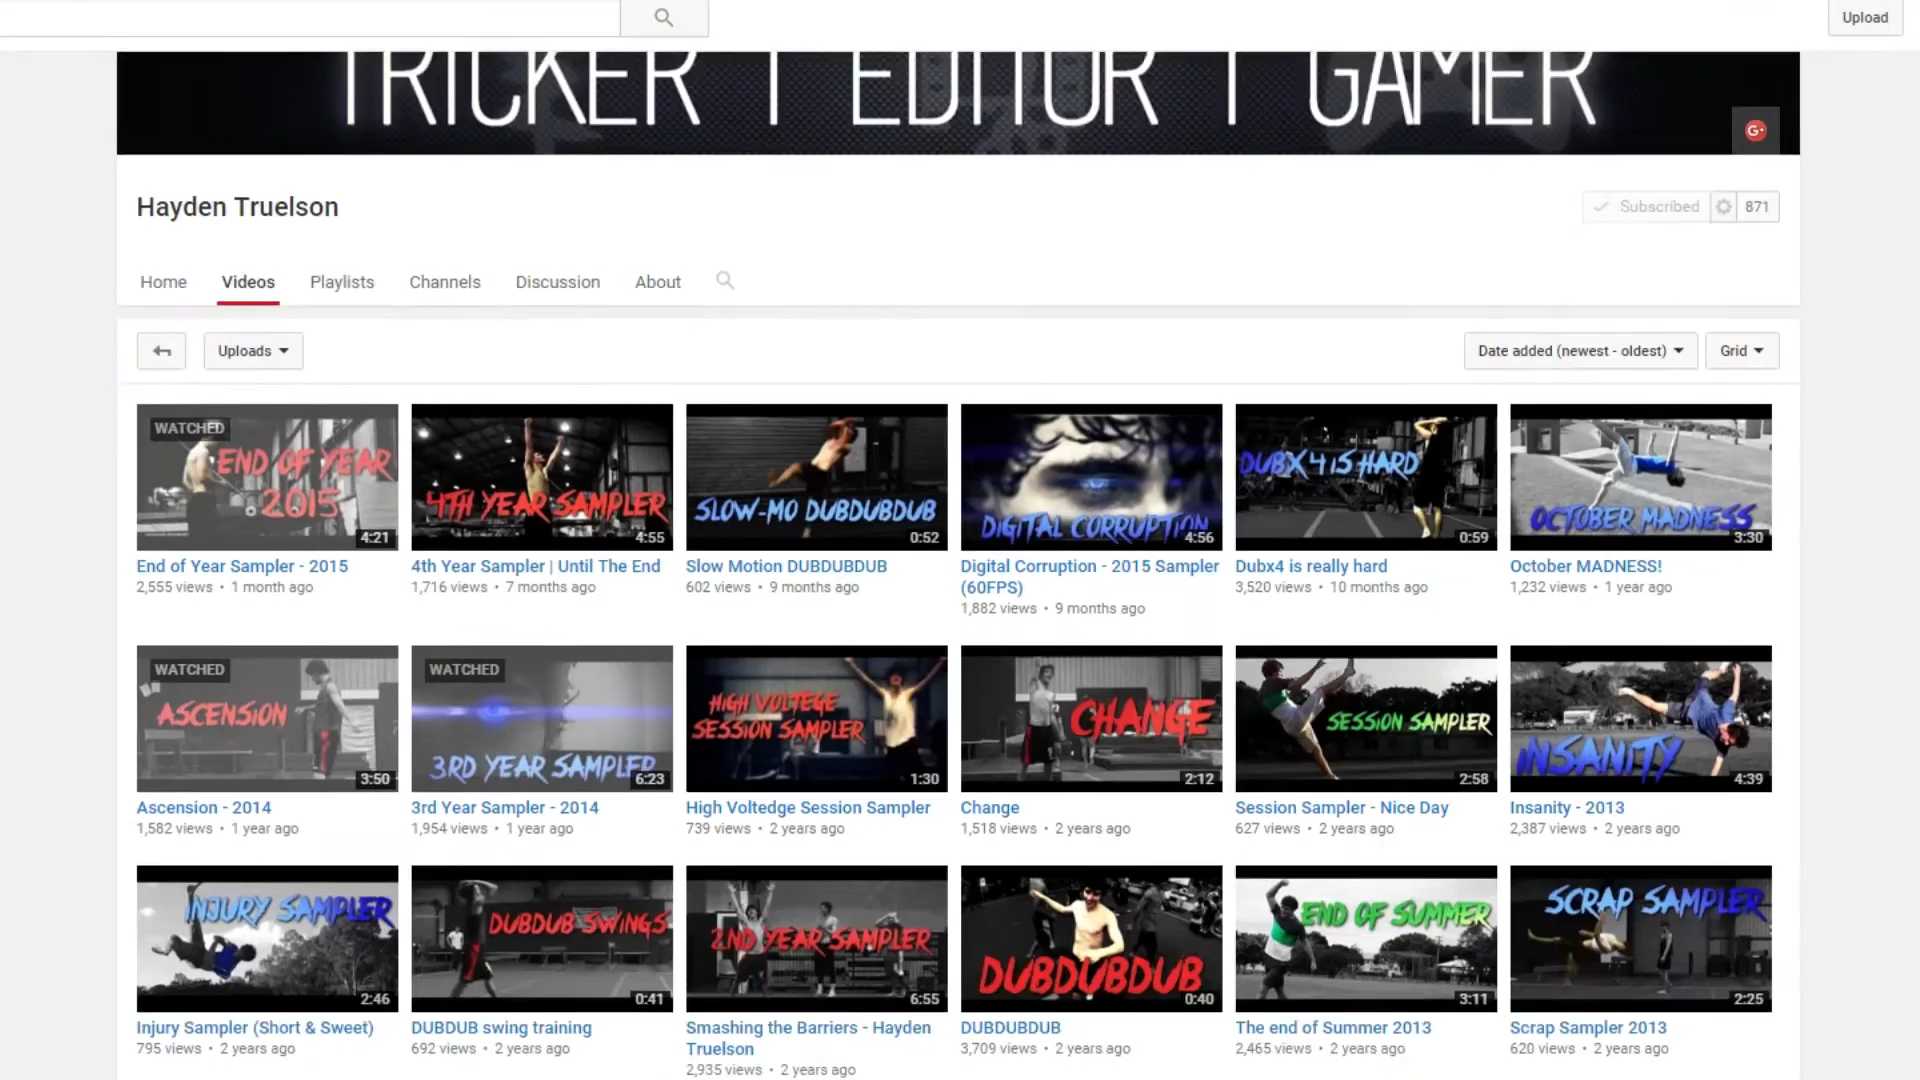 Upload
TRICKER | EDITOR | GAMER
G+
Hayden Truelson
Subscribed 871
Home Videos Playlists Channels Discussion About
Uploads Date added (newest - oldest) Grid
WATCHED
END OF YEAR
2015
4:21
4TH YEAR SAMPLER
4:55
SLOW-MO DUBDUBDUB
0:52
DIGITAL CORRUPTION
4:56
DUBX4 IS HARD
0:59
OCTOBER MADNESS
3:30
End of Year Sampler - 2015
2,555 views • 1 month ago
4th Year Sampler | Until The End
1,716 views • 7 months ago
Slow Motion DUBDUBDUB
602 views • 9 months ago
Digital Corruption - 2015 Sampler
(60FPS)
1,882 views • 9 months ago
Dubx4 is really hard
3,520 views • 10 months ago
October MADNESS!
1,232 views • 1 year ago
WATCHED
ASCENSION
3:50
WATCHED
3RD YEAR SAMPLER
6:23
HIGH VOLTEGE
SESSION SAMPLER
1:30
CHANGE
2:12
SESSION SAMPLER
2:58
INSANITY
4:39
Ascension - 2014
1,582 views • 1 year ago
3rd Year Sampler - 2014
1,954 views • 1 year ago
High Voltedge Session Sampler
739 views • 2 years ago
Change
1,518 views • 2 years ago
Session Sampler - Nice Day
627 views • 2 years ago
Insanity - 2013
2,387 views • 2 years ago
INJURY SAMPLER
2:46
DUBDUB SWINGS
0:41
2ND YEAR SAMPLER
6:55
DUBDUBDUB
0:40
END OF SUMMER
3:11
SCRAP SAMPLER
2:25
Injury Sampler (Short & Sweet)
795 views • 2 years ago
DUBDUB swing training
692 views • 2 years ago
Smashing the Barriers - Hayden
Truelson
2,935 views • 2 years ago
DUBDUBDUB
3,709 views • 2 years ago
The end of Summer 2013
2,465 views • 2 years ago
Scrap Sampler 2013
620 views • 2 years ago